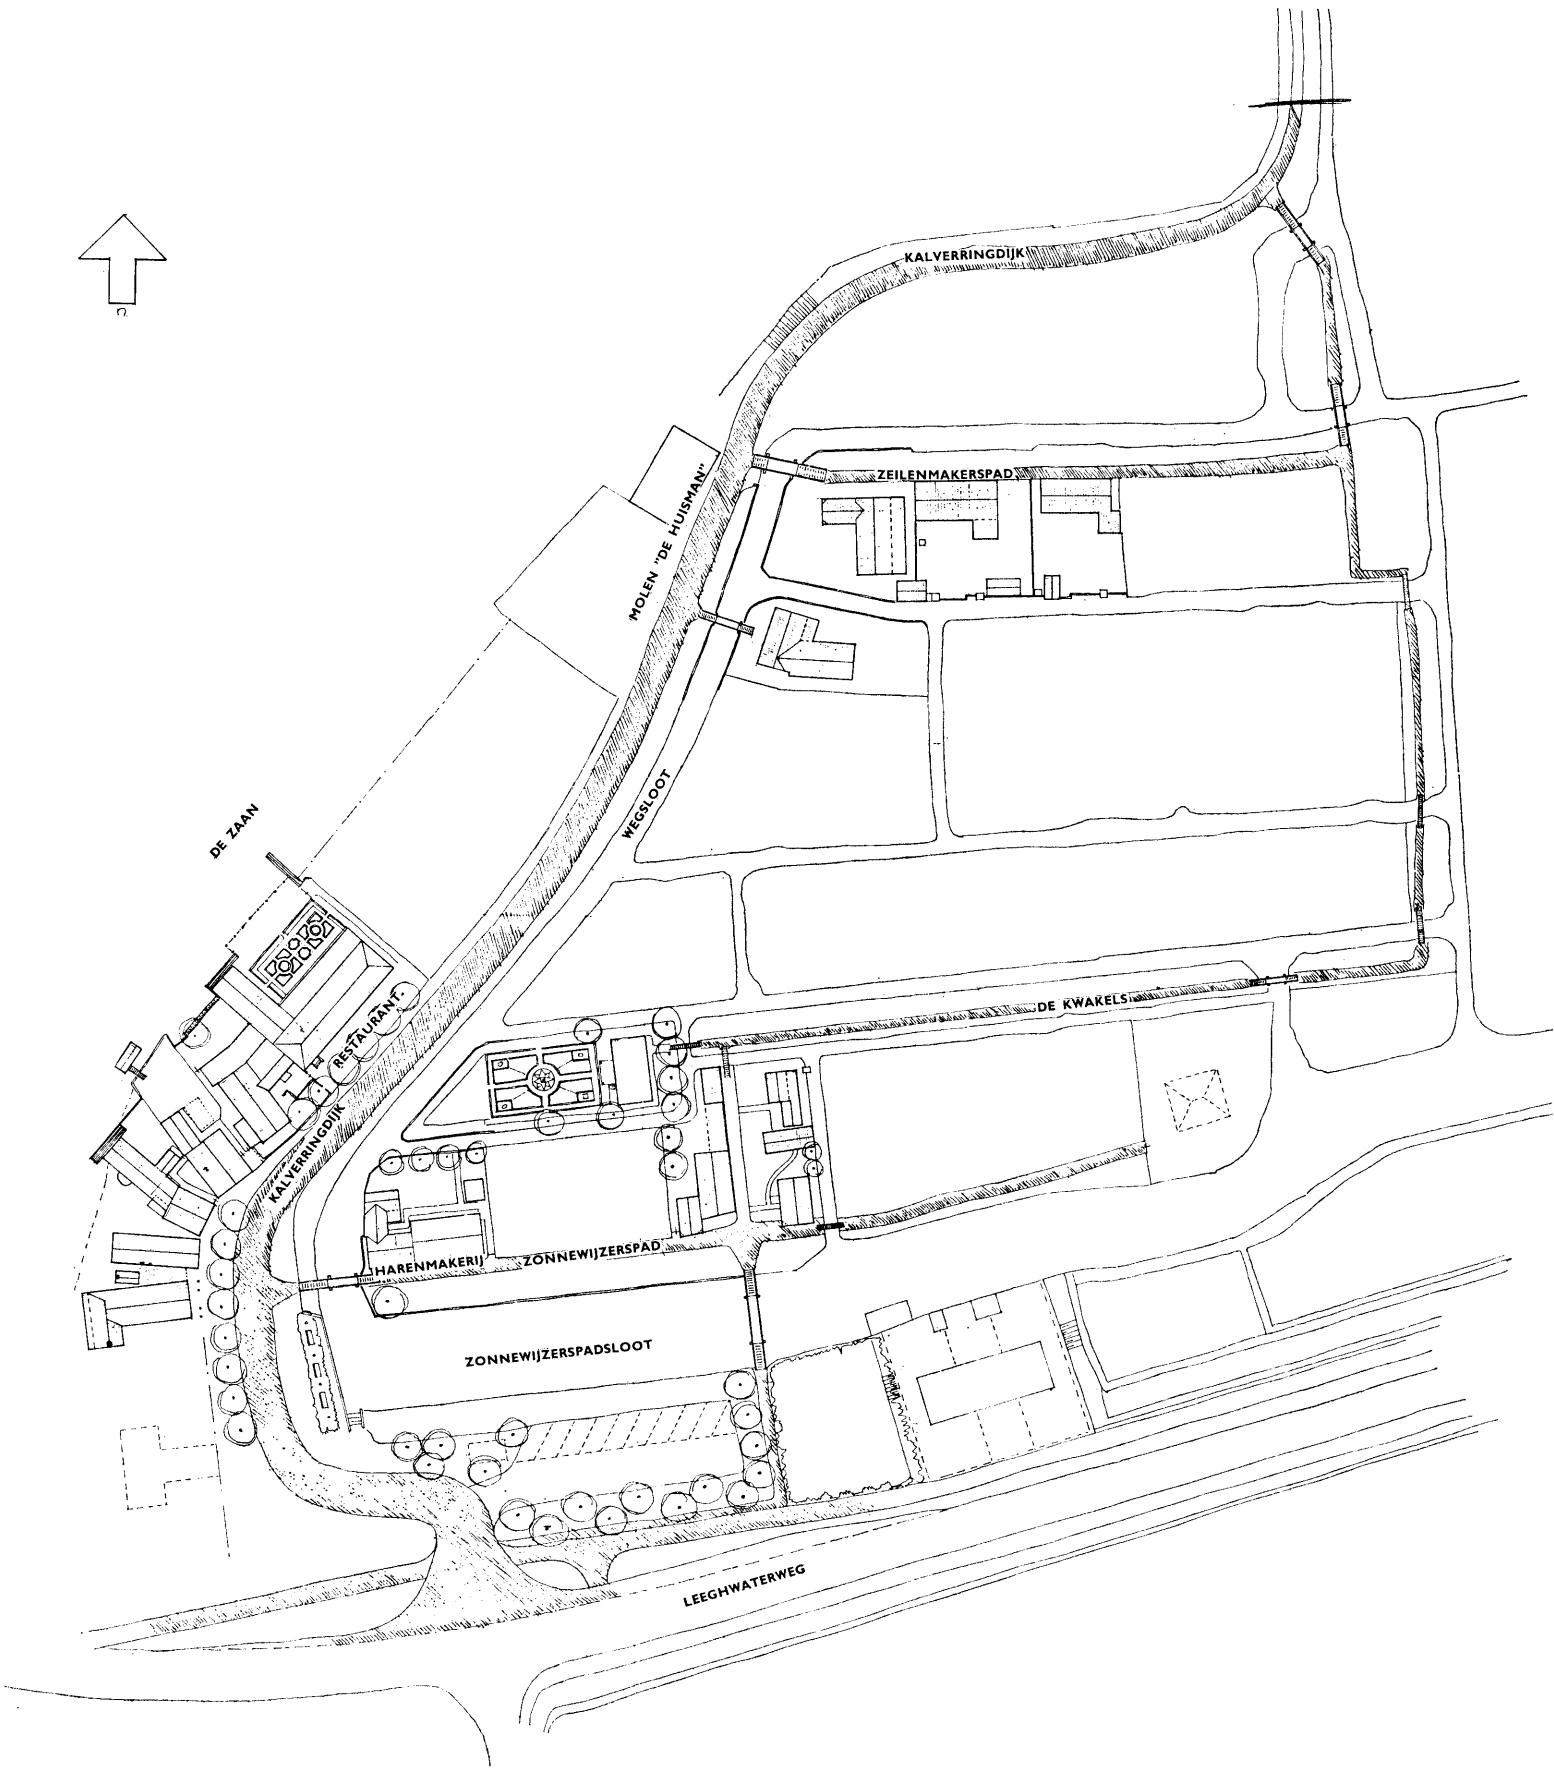 KALVERRINGDIJK
ZEILENMAKERSPAD
MOLEN "DE HUISMAN"
WEGSLOOT
DE ZAAN
RESTAURANT.
DE KWAKELS
KALVERRINGDIJK
HARENMAKERIJ
ZONNEWIJZERSPAD
ZONNEWIJZERSPADSLOOT
LEEGHWATERWEG